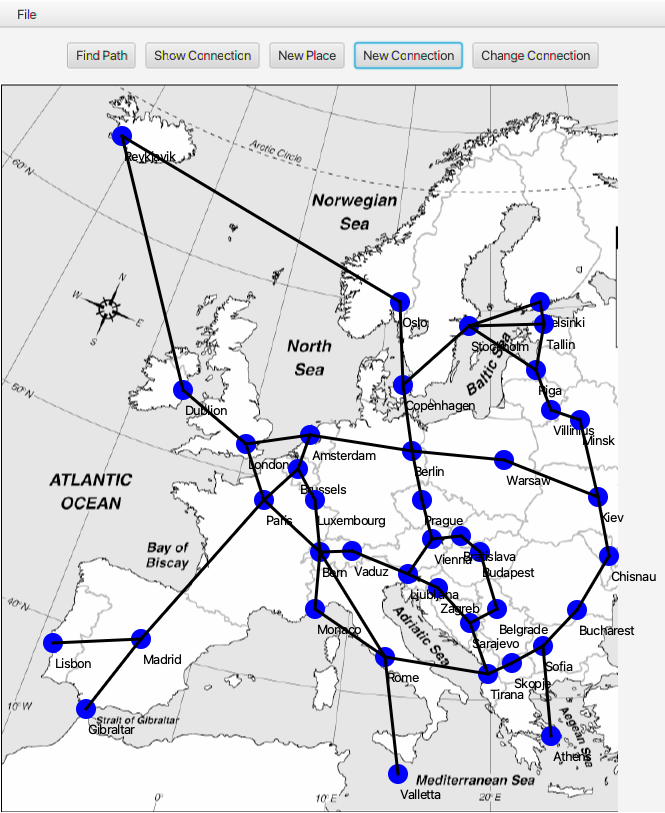 File
Find Path
Show Connection
New Place
New Connection
Change Connection
Reykjavik
Arctic Circle
60°N
Norwegian
Sea
N
W
E
S
Oslo
elsinki
Stockholm
Tallin
North
Sea
Baltic Sea
50°N
Riga
Dublion
Copenhagen
Villinius
Minsk
London
Amsterdam
Berlin
Warsaw
ATLANTIC
OCEAN
Brussels
Paris
Luxembourg
Prague
Kiev
Bay of
Biscay
Vienna
Bratislava
Bern
Vaduz
Budapest
Chisnau
Ljubljana
40°N
Zagreb
Adriatic Sea
Monaco
Belgrade
Bucharest
Sarajevo
Lisbon
Madrid
Rome
Sofia
Skopje
Tirana
10°W
Strait of Gibraltar
Gibraltar
Aegean Sea
Athens
Mediterranean Sea
Valletta
0°
10°E
20°E